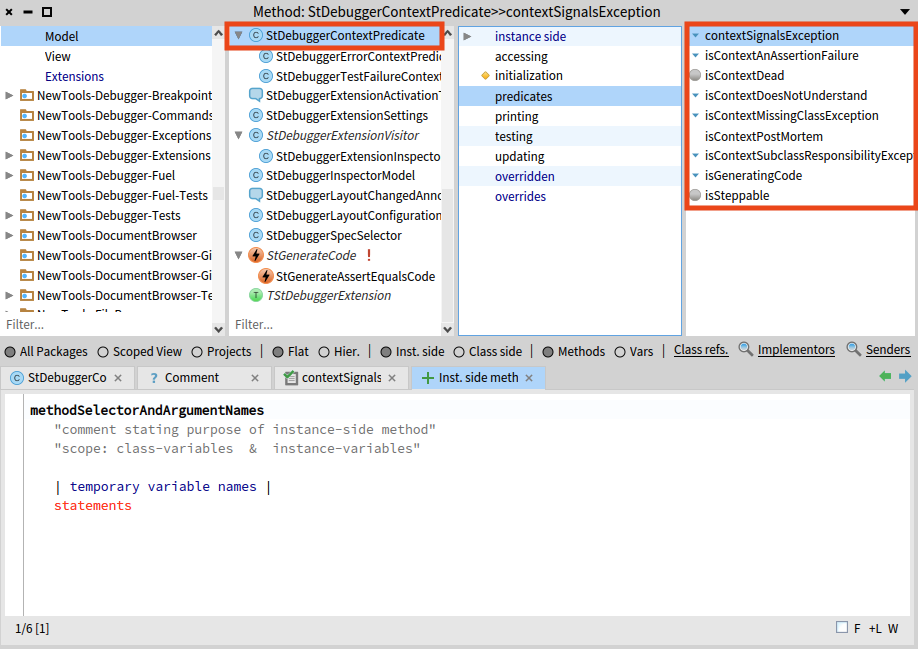 Method: StDebuggerContextPredicate>>contextSignalsException
Model
View
Extensions
NewTools-Debugger-Breakpoint
NewTools-Debugger-Commands
NewTools-Debugger-Exceptions
NewTools-Debugger-Extensions
NewTools-Debugger-Fuel
NewTools-Debugger-Fuel-Tests
NewTools-Debugger-Tests
NewTools-DocumentBrowser
NewTools-DocumentBrowser-Gi
NewTools-DocumentBrowser-Gi
NewTools-DocumentBrowser-Te
Filter...
StDebuggerContextPredicate
StDebuggerErrorContextPredic
StDebuggerTestFailureContext
StDebuggerExtensionActivation
StDebuggerExtensionSettings
StDebuggerExtensionVisitor
StDebuggerExtensionInspecto
StDebuggerInspectorModel
StDebuggerLayoutChangedAnno
StDebuggerLayoutConfiguration
StDebuggerSpecSelector
StGenerateCode !
StGenerateAssertEqualsCode
TStDebuggerExtension
Filter...
instance side
accessing
initialization
predicates
printing
testing
updating
overridden
overrides
contextSignalsException
isContextAnAssertionFailure
isContextDead
isContextDoesNotUnderstand
isContextMissingClassException
isContextPostMortem
isContextSubclassResponsibilityExcep
isGeneratingCode
isSteppable
All Packages Scoped View Projects | Flat Hier. | Inst. side Class side | Methods Vars | Class refs. Implementors Senders
StDebuggerCo × ? Comment × contextSignals × + Inst. side meth ×
methodSelectorAndArgumentNames
"comment stating purpose of instance-side method"
"scope: class-variables & instance-variables"
| temporary variable names |
statements
1/6 [1] F +L W